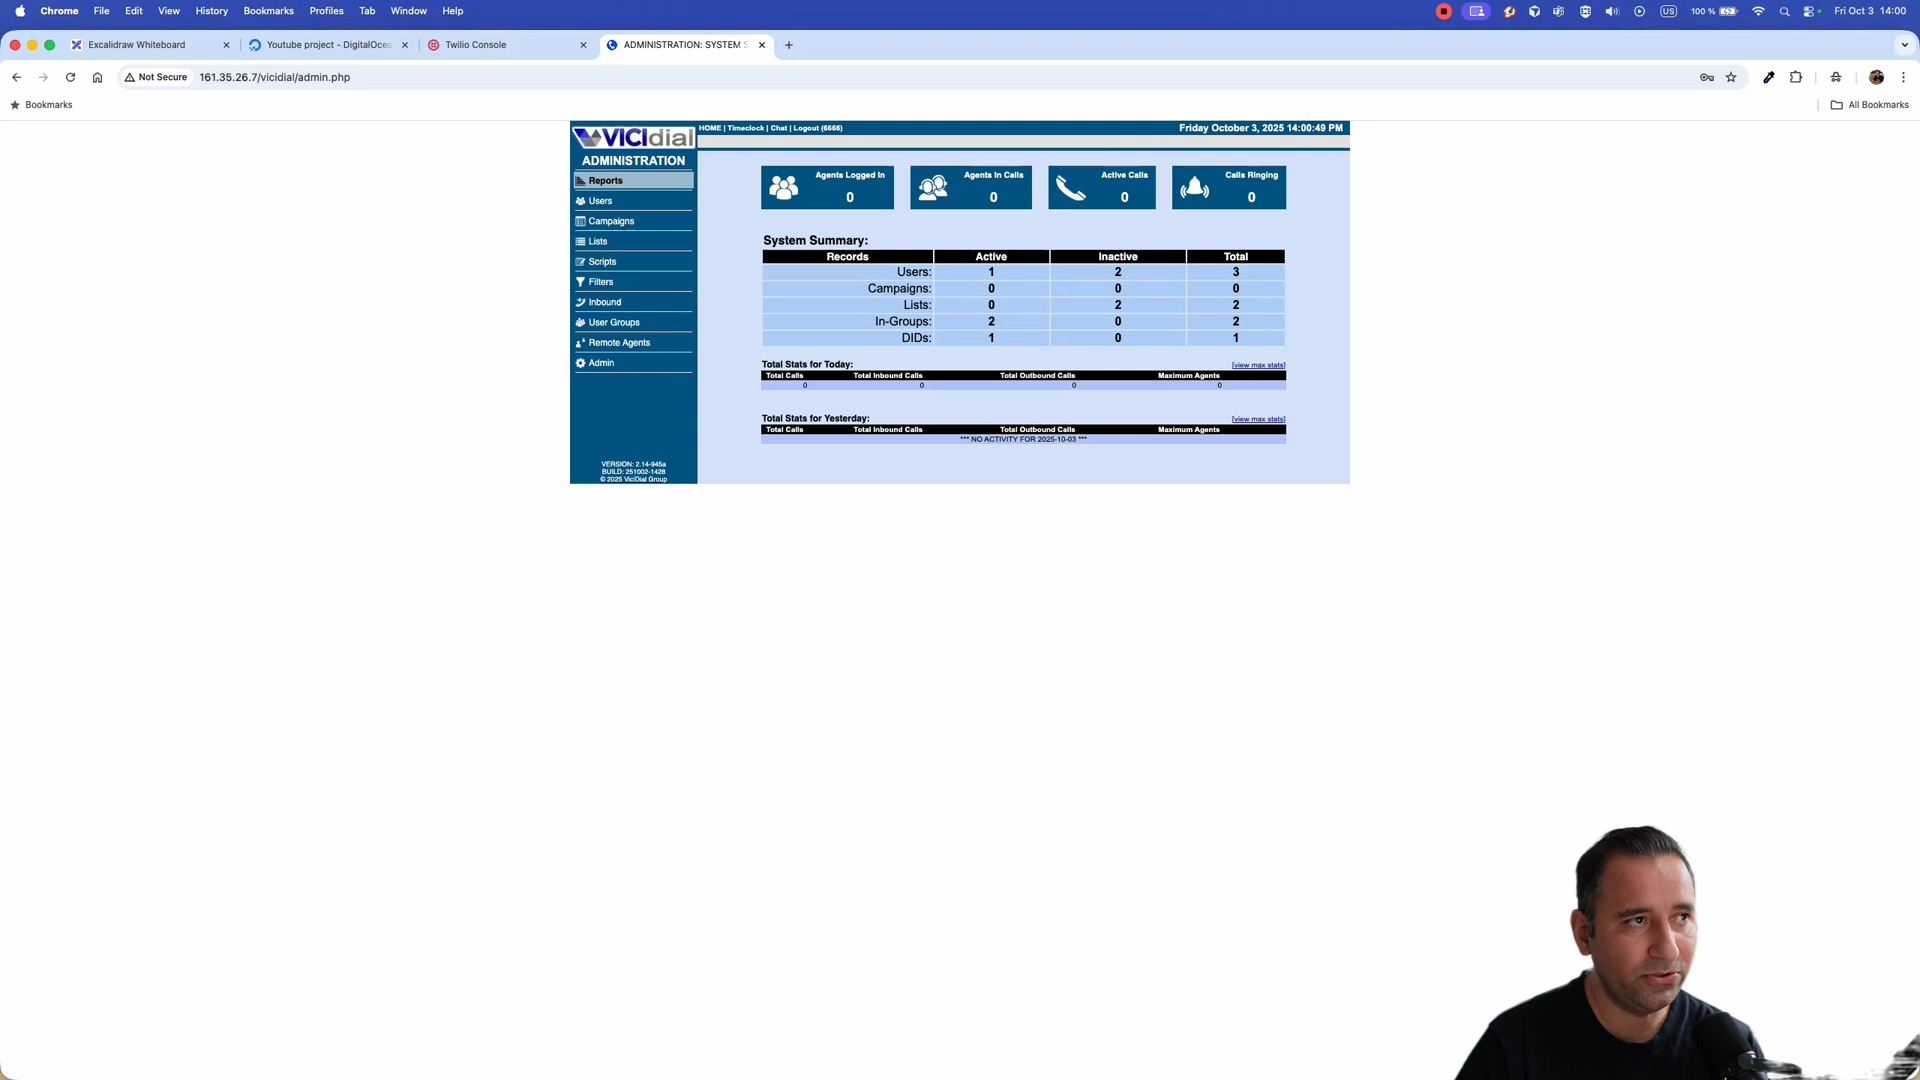 Chrome File Edit View History Bookmarks Profiles Tab Window Help
US 100 % Fri Oct 3 14:00
Excalidraw Whiteboard
Youtube project - DigitalOcea
Twilio Console
ADMINISTRATION: SYSTEM S
Not Secure 161.35.26.7/vicidial/admin.php
Bookmarks All Bookmarks
VICIdial
HOME | Timeclock | Chat | Logout (6666) Friday October 3, 2025 14:00:49 PM
ADMINISTRATION
Reports
Users
Campaigns
Lists
Scripts
Filters
Inbound
User Groups
Remote Agents
Admin
VERSION: 2.14-945a
BUILD: 251002-1428
© 2025 ViciDial Group
Agents Logged In
0
Agents In Calls
0
Active Calls
0
Calls Ringing
0
System Summary:
Records Active Inactive Total
Users: 1 2 3
Campaigns: 0 0 0
Lists: 0 2 2
In-Groups: 2 0 2
DIDs: 1 0 1
Total Stats for Today: [view max stats]
Total Calls Total Inbound Calls Total Outbound Calls Maximum Agents
0 0 0 0
Total Stats for Yesterday: [view max stats]
Total Calls Total Inbound Calls Total Outbound Calls Maximum Agents
*** NO ACTIVITY FOR 2025-10-03 ***